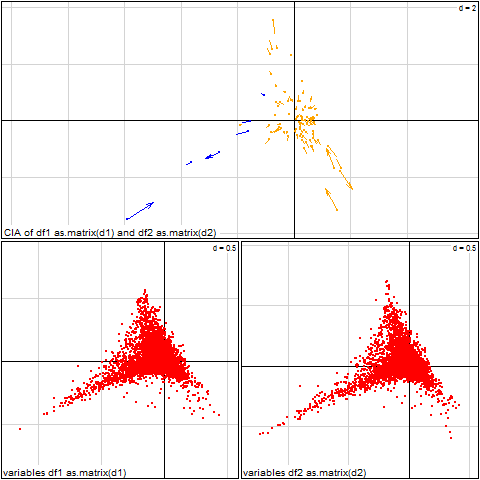 d = 2
CIA of df1 as.matrix(d1) and df2 as.matrix(d2)
d = 0.5
variables df1 as.matrix(d1)
d = 0.5
variables df2 as.matrix(d2)